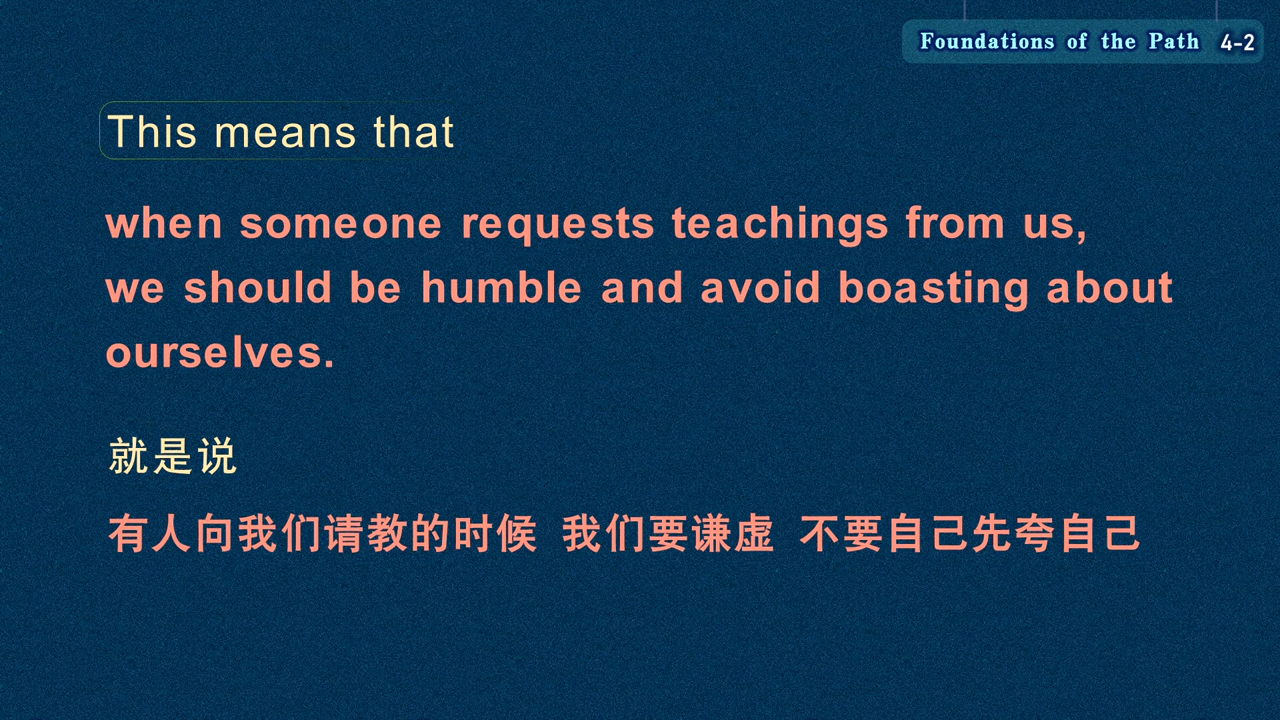 Foundations of the Path 4-2
This means that
when someone requests teachings from us,
we should be humble and avoid boasting about
ourselves.
就是说
有人向我们请教的时候 我们要谦虚 不要自己先夸自己